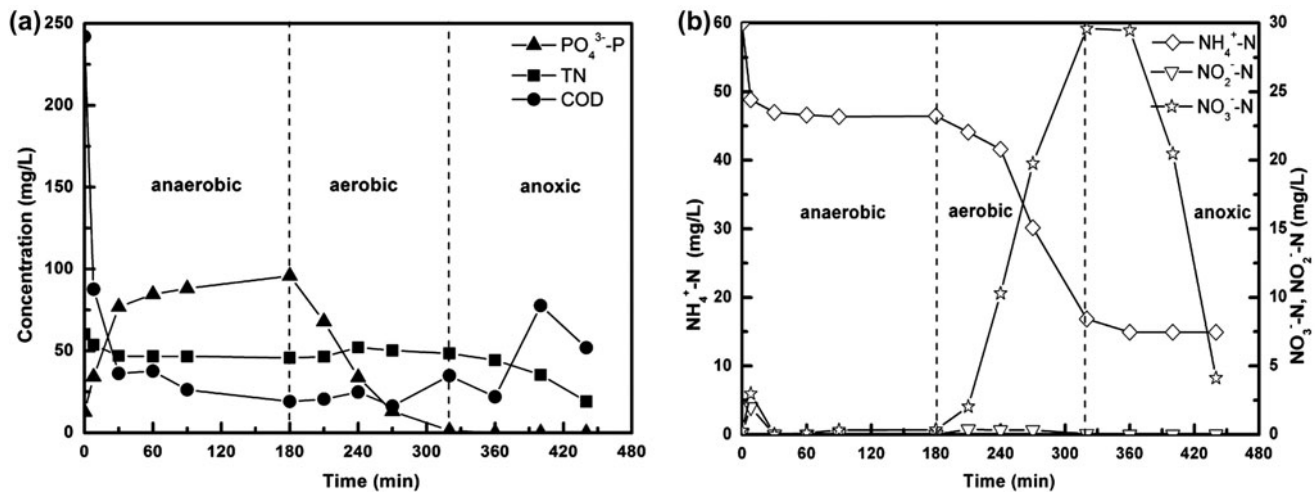 (a)
250
200
150
100
50
0
Concentration (mg/L)
PO₄³⁻-P
TN
COD
anaerobic
aerobic
anoxic
0 60 120 180 240 300 360 420 480
Time (min)
(b)
60
50
40
30
20
10
0
NH₄⁺-N (mg/L)
NH₄⁺-N
NO₂⁻-N
NO₃⁻-N
anaerobic
aerobic
anoxic
30
25
20
15
10
5
0
NO₃⁻-N, NO₂⁻-N (mg/L)
0 60 120 180 240 300 360 420 480
Time (min)